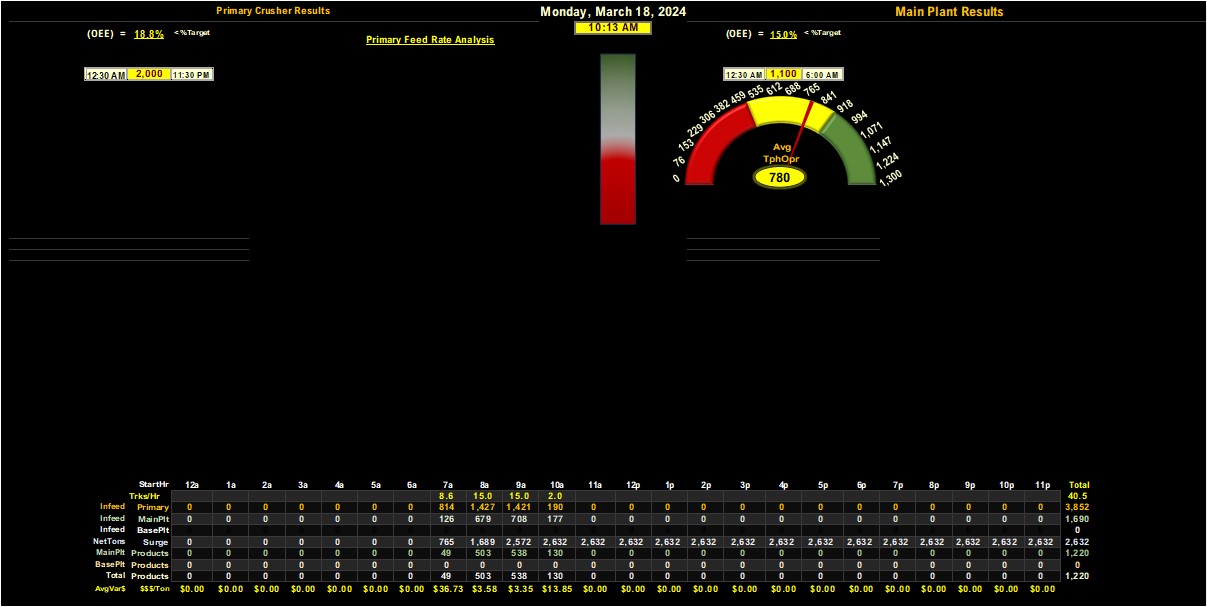 Primary Crusher Results
Monday, March 18, 2024
Main Plant Results
10:13 AM
(OEE) = 18.8% <%Target
Primary Feed Rate Analysis
(OEE) = 15.0% <%Target
12:30 AM 2,000 11:30 PM
12:30 AM 1,100 6:00 AM
0 76 153 229 306 382 459 535 612 688 765 841 918 994 1,071 1,147 1,224 1,300
Avg
TphOpr
780
StartHr 12a 1a 2a 3a 4a 5a 6a 7a 8a 9a 10a 11a 12p 1p 2p 3p 4p 5p 6p 7p 8p 9p 10p 11p Total
Trks/Hr 8.6 15.0 15.0 2.0 40.5
Infeed Primary 0 0 0 0 0 0 0 814 1,427 1,421 190 0 0 0 0 0 0 0 0 0 0 0 0 0 3,852
Infeed MainPlt 0 0 0 0 0 0 0 126 679 708 177 0 0 0 0 0 0 0 0 0 0 0 0 0 1,690
Infeed BasePlt 0
NetTons Surge 0 0 0 0 0 0 0 765 1,689 2,572 2,632 2,632 2,632 2,632 2,632 2,632 2,632 2,632 2,632 2,632 2,632 2,632 2,632 2,632 2,632
MainPlt Products 0 0 0 0 0 0 0 49 503 538 130 0 0 0 0 0 0 0 0 0 0 0 0 0 1,220
BasePlt Products 0 0 0 0 0 0 0 0 0 0 0 0 0 0 0 0 0 0 0 0 0 0 0 0 0
Total Products 0 0 0 0 0 0 0 49 503 538 130 0 0 0 0 0 0 0 0 0 0 0 0 0 1,220
AvgVar$ $$$/Ton $0.00 $0.00 $0.00 $0.00 $0.00 $0.00 $0.00 $36.73 $3.58 $3.35 $13.85 $0.00 $0.00 $0.00 $0.00 $0.00 $0.00 $0.00 $0.00 $0.00 $0.00 $0.00 $0.00 $0.00